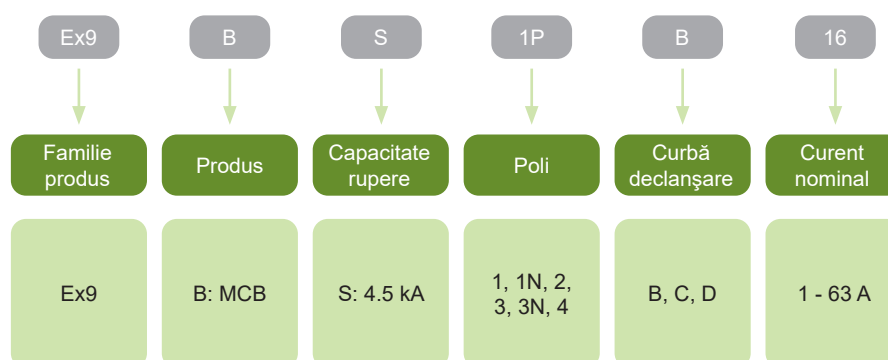 Ex9 B S 1P B 16
Familie produs
Produs
Capacitate rupere
Poli
Curbă declanşare
Curent nominal
Ex9
B: MCB
S: 4.5 kA
1, 1N, 2,
3, 3N, 4
B, C, D
1 - 63 A